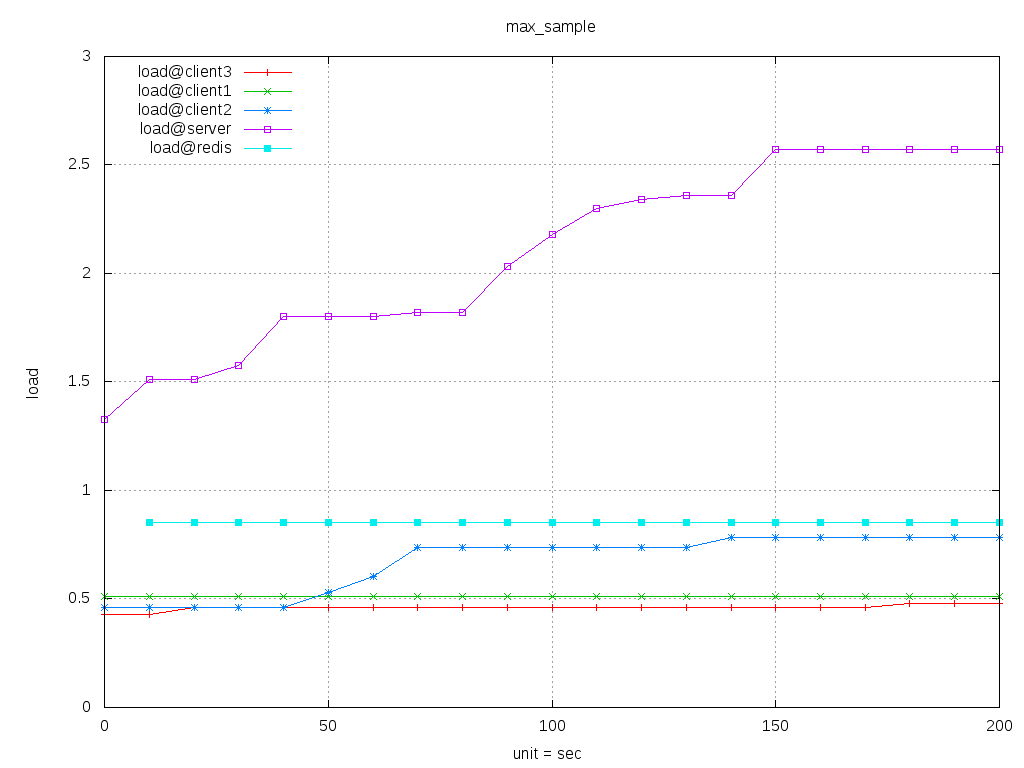 max_sample
load@client3
load@client1
load@client2
load@server
load@redis
3
2.5
2
1.5
1
0.5
0
load
0 50 100 150 200
unit = sec